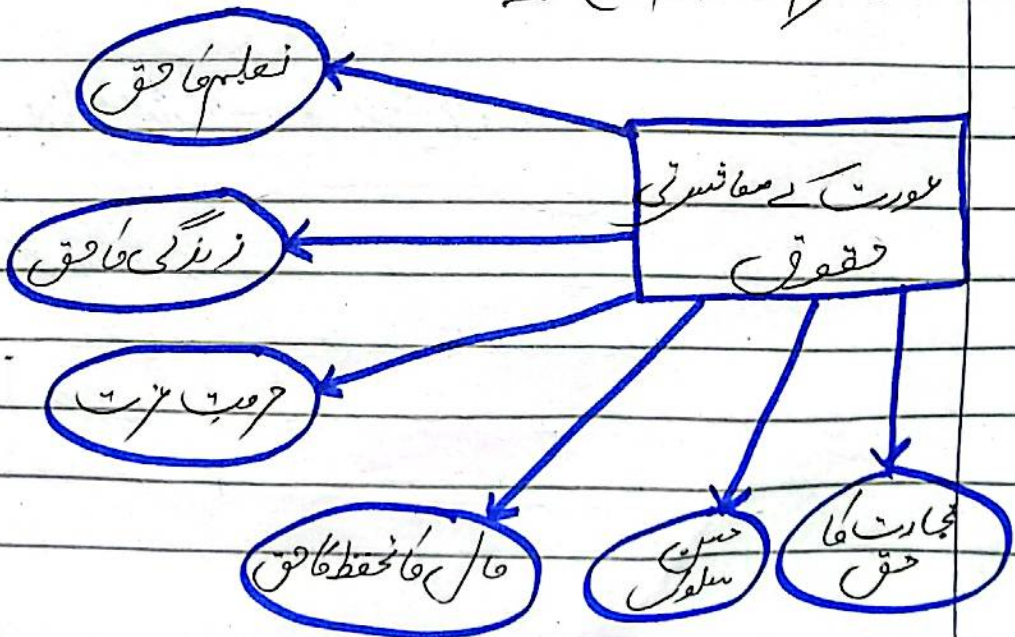 عورت کے معاشرتی
حقوق
تعلیم کا حق
زندگی کا حق
حرمت عزت
مال کا تحفظ کا حق
حسن
سلوک
تجارت کا
حق